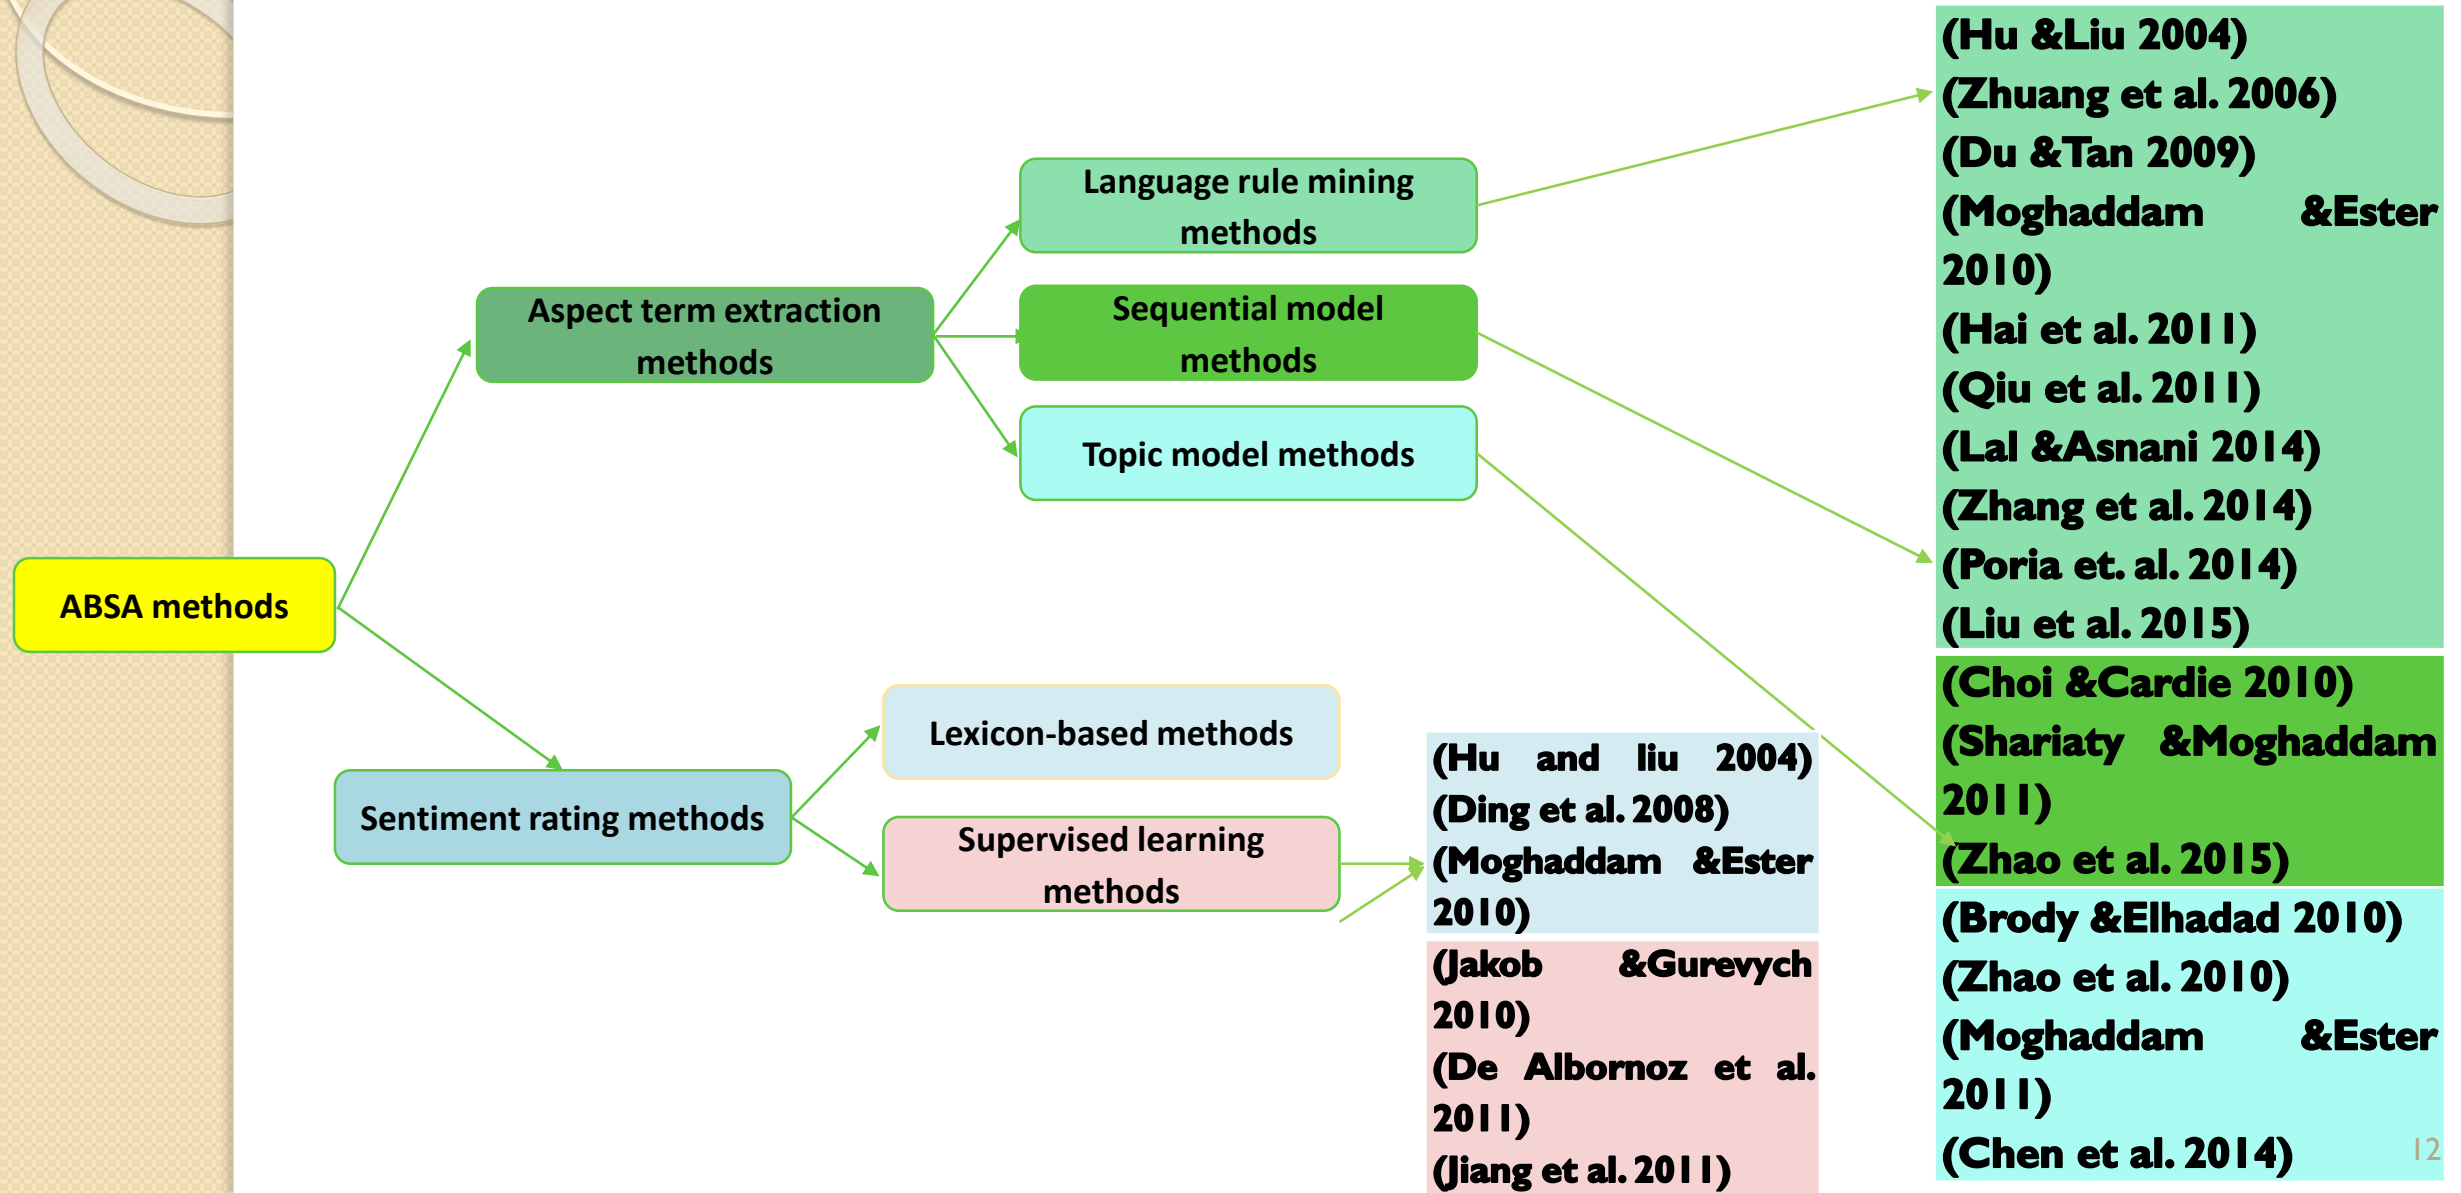 ABSA methods
Aspect term extraction
methods
Language rule mining
methods
Sequential model
methods
Topic model methods
Sentiment rating methods
Lexicon-based methods
Supervised learning
methods
(Hu and liu 2004)
(Ding et al. 2008)
(Moghaddam &Ester
2010)
(Jakob &Gurevych
2010)
(De Albornoz et al.
2011)
(Jiang et al. 2011)
(Hu &Liu 2004)
(Zhuang et al. 2006)
(Du &Tan 2009)
(Moghaddam &Ester
2010)
(Hai et al. 2011)
(Qiu et al. 2011)
(Lal &Asnani 2014)
(Zhang et al. 2014)
(Poria et. al. 2014)
(Liu et al. 2015)
(Choi &Cardie 2010)
(Shariaty &Moghaddam
2011)
(Zhao et al. 2015)
(Brody &Elhadad 2010)
(Zhao et al. 2010)
(Moghaddam &Ester
2011)
(Chen et al. 2014)
12